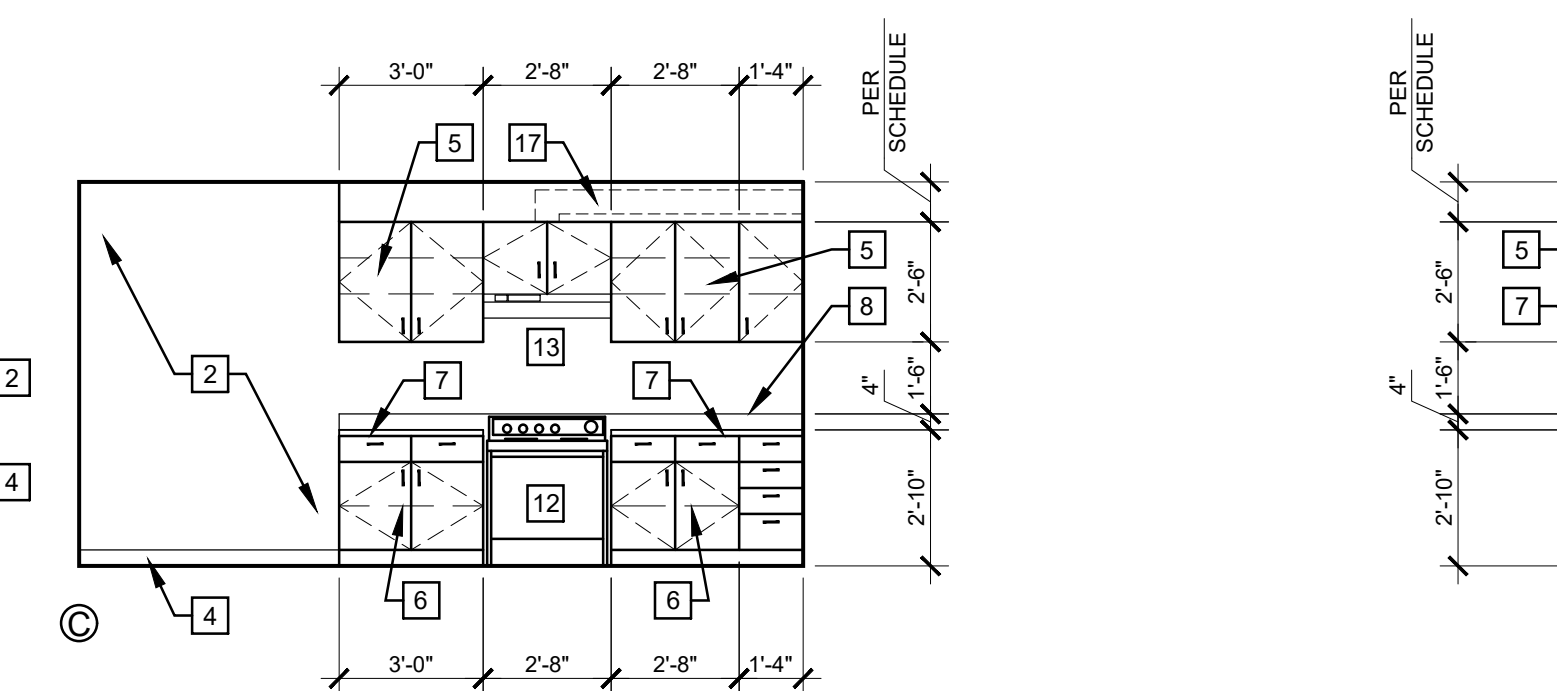 3'-0" 2'-8" 2'-8" 1'-4"
PER
SCHEDULE
PER
SCHEDULE
5 17
5 5
2'-6" 2'-6"
8 7
13
2 2 7 7 4" 1'-6" 4" 1'-6"
4 12 2'-10" 2'-10"
6 6
C 4
3'-0" 2'-8" 2'-8" 1'-4"